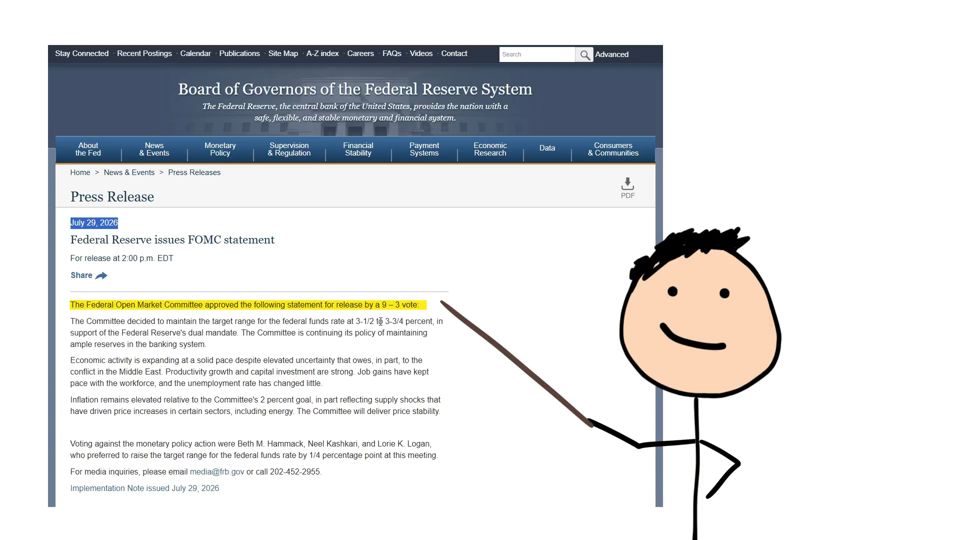 Stay Connected Recent Postings Calendar Publications Site Map A-Z index Careers FAQs Videos Contact Search Advanced
Board of Governors of the Federal Reserve System
The Federal Reserve, the central bank of the United States, provides the nation with a
safe, flexible, and stable monetary and financial system.
About the Fed
News & Events
Monetary Policy
Supervision & Regulation
Financial Stability
Payment Systems
Economic Research
Data
Consumers & Communities
Home > News & Events > Press Releases
PDF
Press Release
July 29, 2026
Federal Reserve issues FOMC statement
For release at 2:00 p.m. EDT
Share
The Federal Open Market Committee approved the following statement for release by a 9 – 3 vote:
The Committee decided to maintain the target range for the federal funds rate at 3-1/2 to 3-3/4 percent, in
support of the Federal Reserve's dual mandate. The Committee is continuing its policy of maintaining
ample reserves in the banking system.
Economic activity is expanding at a solid pace despite elevated uncertainty that owes, in part, to the
conflict in the Middle East. Productivity growth and capital investment are strong. Job gains have kept
pace with the workforce, and the unemployment rate has changed little.
Inflation remains elevated relative to the Committee's 2 percent goal, in part reflecting supply shocks that
have driven price increases in certain sectors, including energy. The Committee will deliver price stability.
Voting against the monetary policy action were Beth M. Hammack, Neel Kashkari, and Lorie K. Logan,
who preferred to raise the target range for the federal funds rate by 1/4 percentage point at this meeting.
For media inquiries, please email media@frb.gov or call 202-452-2955.
Implementation Note issued July 29, 2026